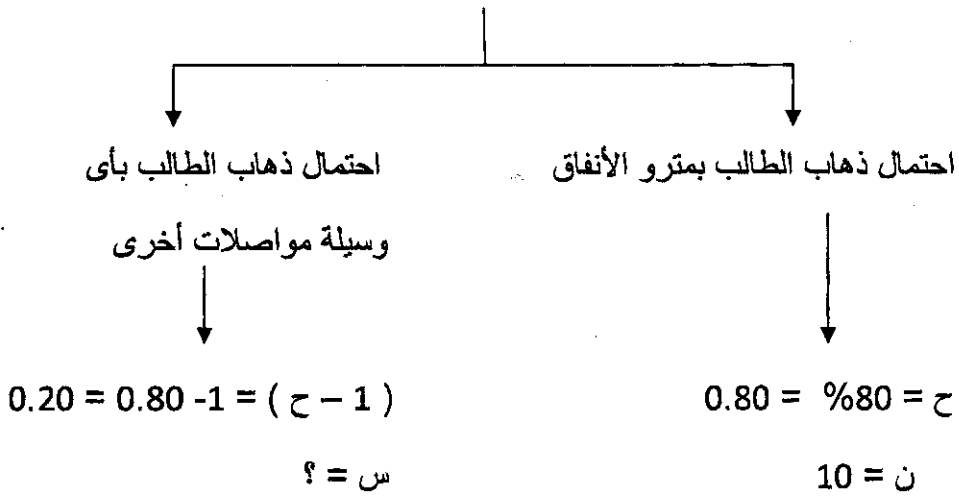 احتمال ذهاب الطالب بمترو الأنفاق
احتمال ذهاب الطالب بأى
وسيلة مواصلات أخرى
ح = 80% = 0.80
( 1 – ح ) = 1- 0.80 = 0.20
ن = 10
س = ؟